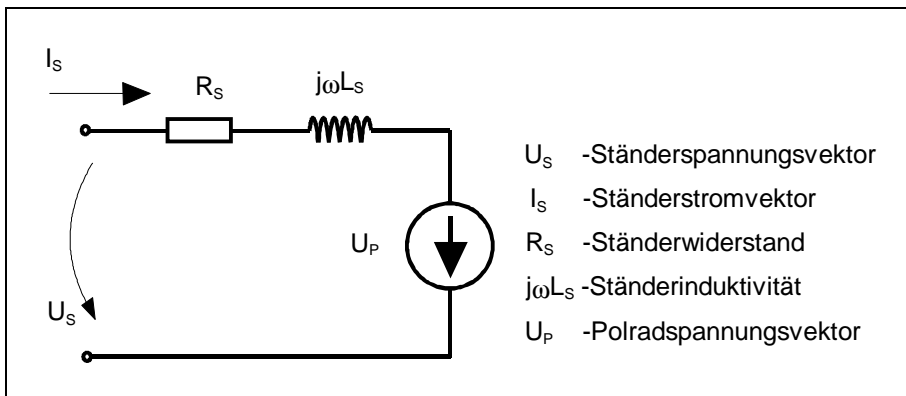 I_S
R_S
jωL_S
U_P
U_S
U_S -Ständerspannungsvektor
I_S -Ständerstromvektor
R_S -Ständerwiderstand
jωL_S -Ständerinduktivität
U_P -Polradspannungsvektor